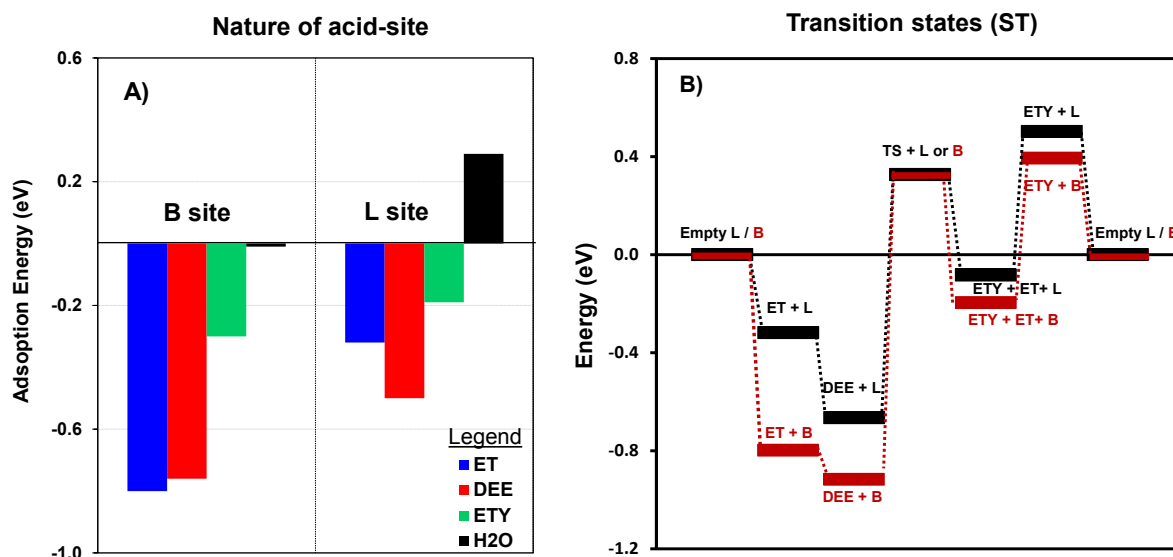 Nature of acid-site
A)
Adsoption Energy (eV)
0.6
0.2
-0.2
-0.6
-1.0
B site
L site
Legend
ET
DEE
ETY
H2O
Transition states (ST)
B)
Energy (eV)
0.8
0.4
0.0
-0.4
-0.8
-1.2
Empty L / B
ET + L
ET + B
DEE + L
DEE + B
TS + L or B
ETY + ET+ L
ETY + ET+ B
ETY + L
ETY + B
Empty L / B